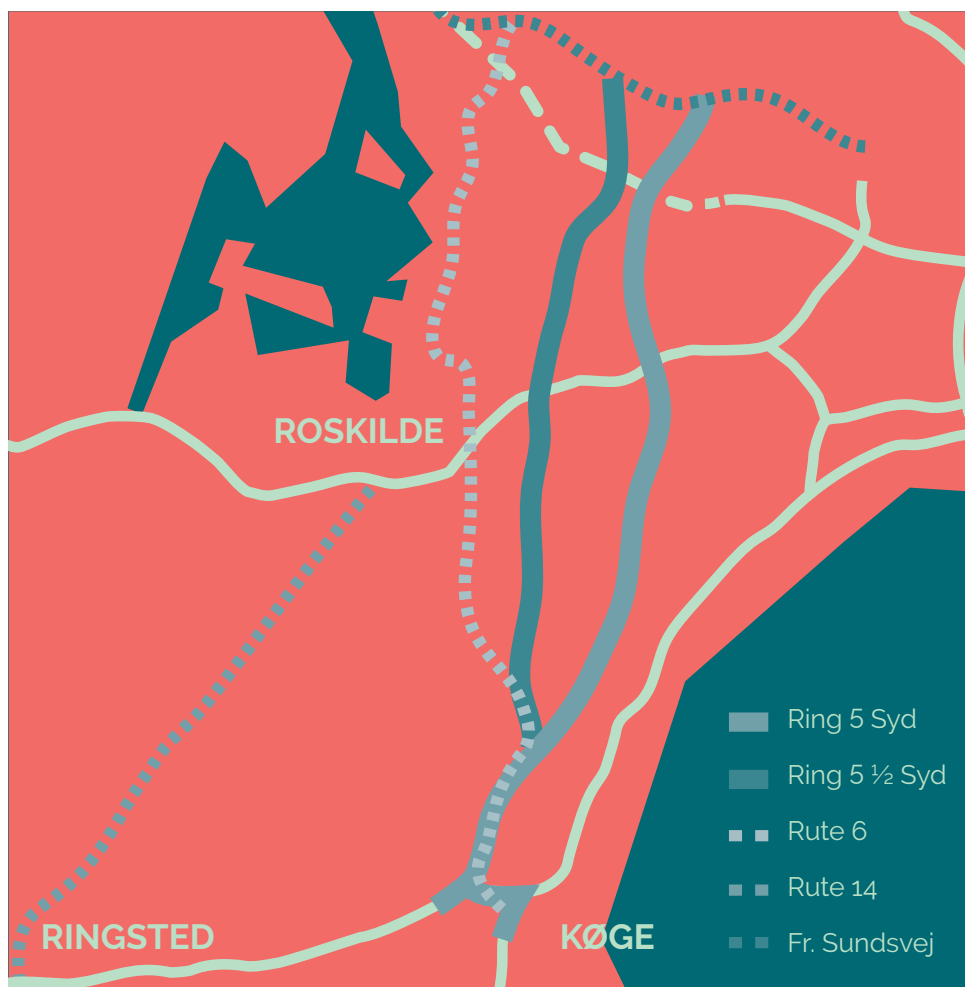 ROSKILDE
Ring 5 Syd
Ring 5 ½ Syd
Rute 6
Rute 14
Fr. Sundsvej
RINGSTED
KØGE